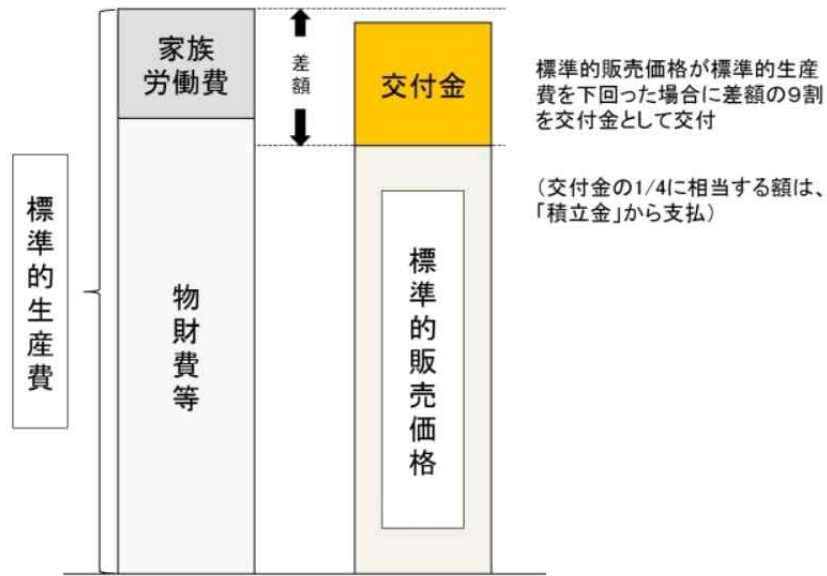 標準的生産費
家族
労働費
物財費等
差額
交付金
標準的販売価格
標準的販売価格が標準的生産
費を下回った場合に差額の９割
を交付金として交付
（交付金の1/4に相当する額は、
「積立金」から支払）